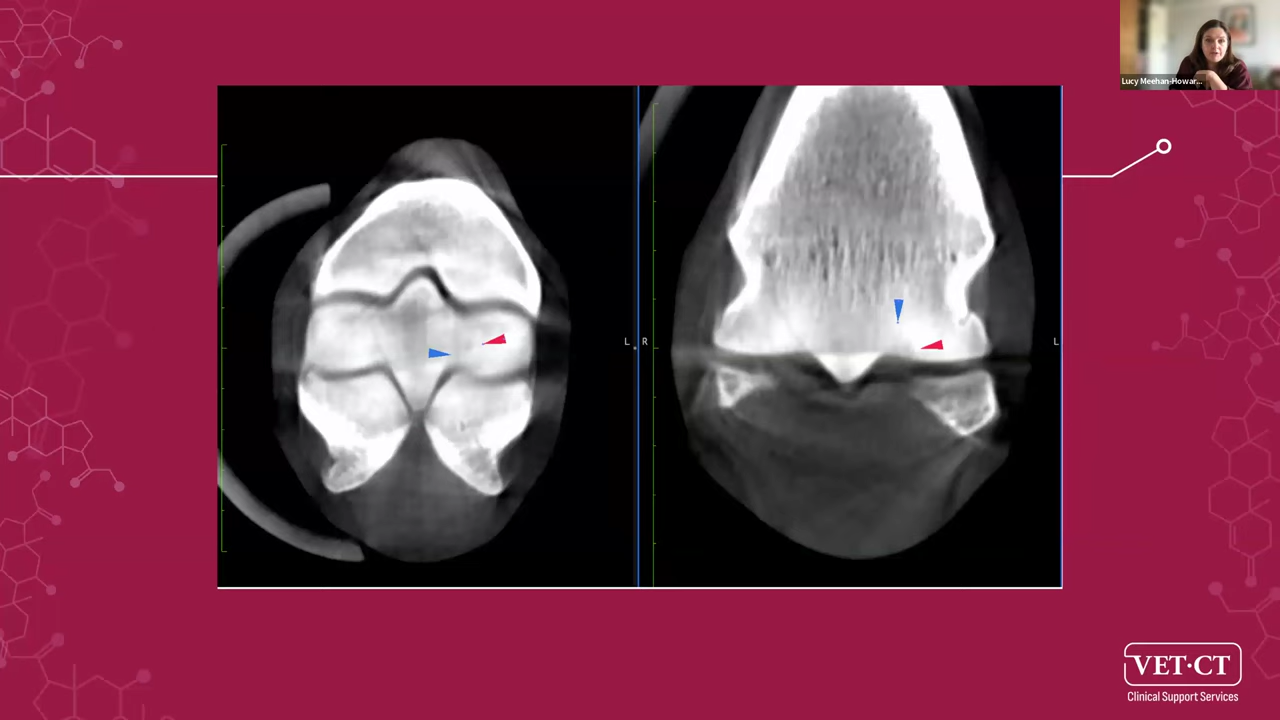 Lucy Meehan-Howar...
L
R
L
VET·CT
Clinical Support Services